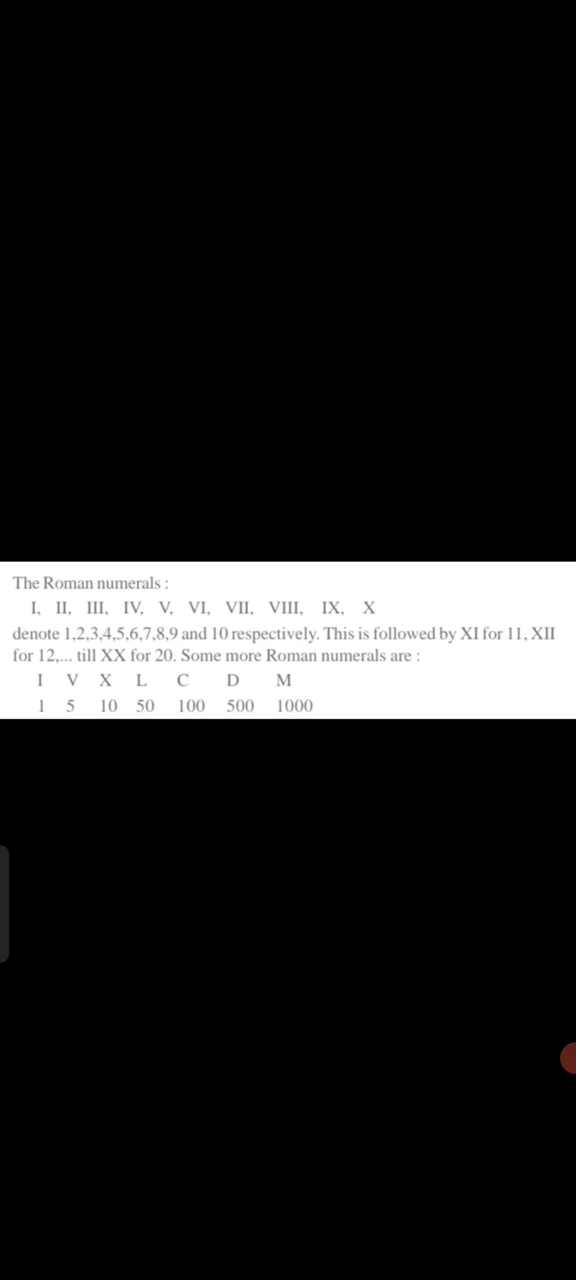 The Roman numerals :
I, II, III, IV, V, VI, VII, VIII, IX, X
denote 1,2,3,4,5,6,7,8,9 and 10 respectively. This is followed by XI for 11, XII
for 12,... till XX for 20. Some more Roman numerals are :
I V X L C D M
1 5 10 50 100 500 1000